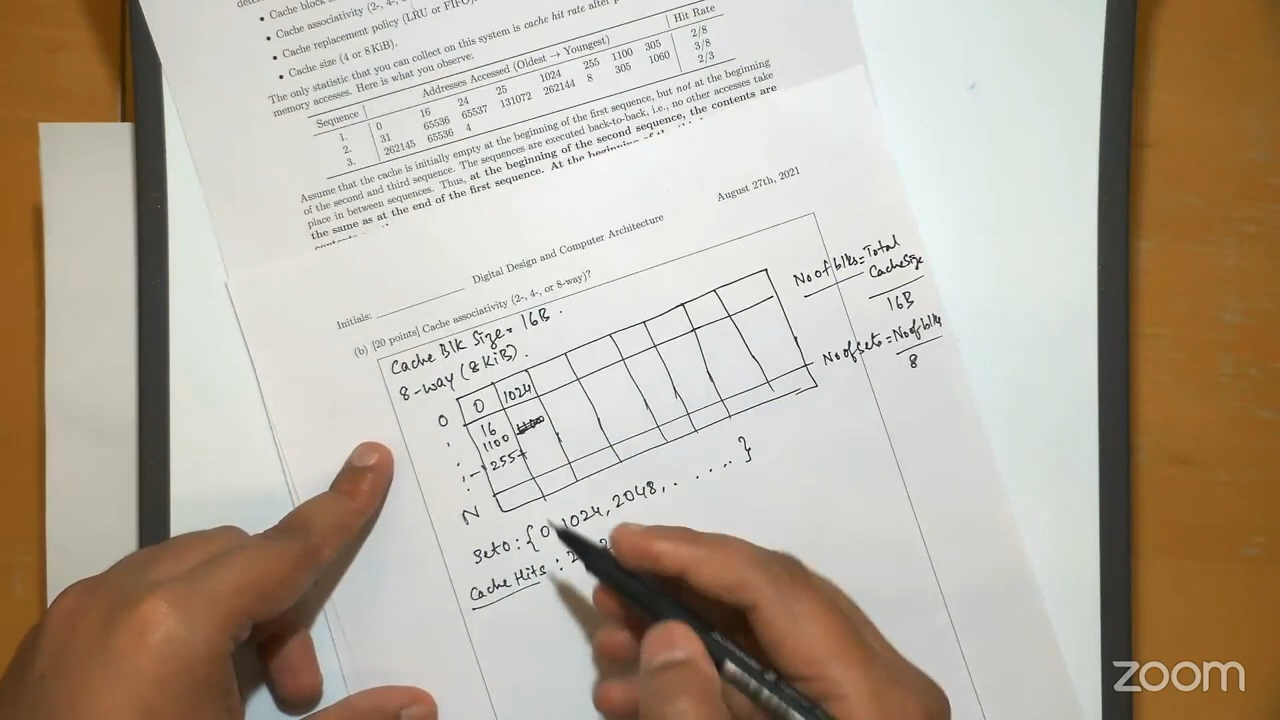 • Cache block
• Cache associativity (2-, 4-,
• Cache replacement policy (LRU or FIFO).
• Cache size (4 or 8 KiB).
The only statistic that you can collect on this system is cache hit rate after
memory accesses. Here is what you observe:
Sequence Addresses Accessed (Oldest → Youngest) Hit Rate
1. 0 16 24 25 1024 255 1100 305 2/8
2. 31 65536 65537 131072 262144 8 305 1060 3/8
3. 262145 65536 4 2/3
Assume that the cache is initially empty at the beginning of the first sequence, but not at the beginning
of the second and third sequence. The sequences are executed back-to-back, i.e., no other accesses take
place in between sequences. Thus, at the beginning of the second sequence, the contents are
the same as at the end of the first sequence. At the beginning of
Initials: Digital Design and Computer Architecture August 27th, 2021
(b) [20 points] Cache associativity (2-, 4-, or 8-way)?
Cache Blk Size = 16B.
8-way (8KiB).
No of blks = Total
Cache Size
16B
No of sets = No of blks
8
0 0 1024
16
1100
255
N
Set 0: {0, 1024, 2048, ...... }
Cache Hits :
zoom